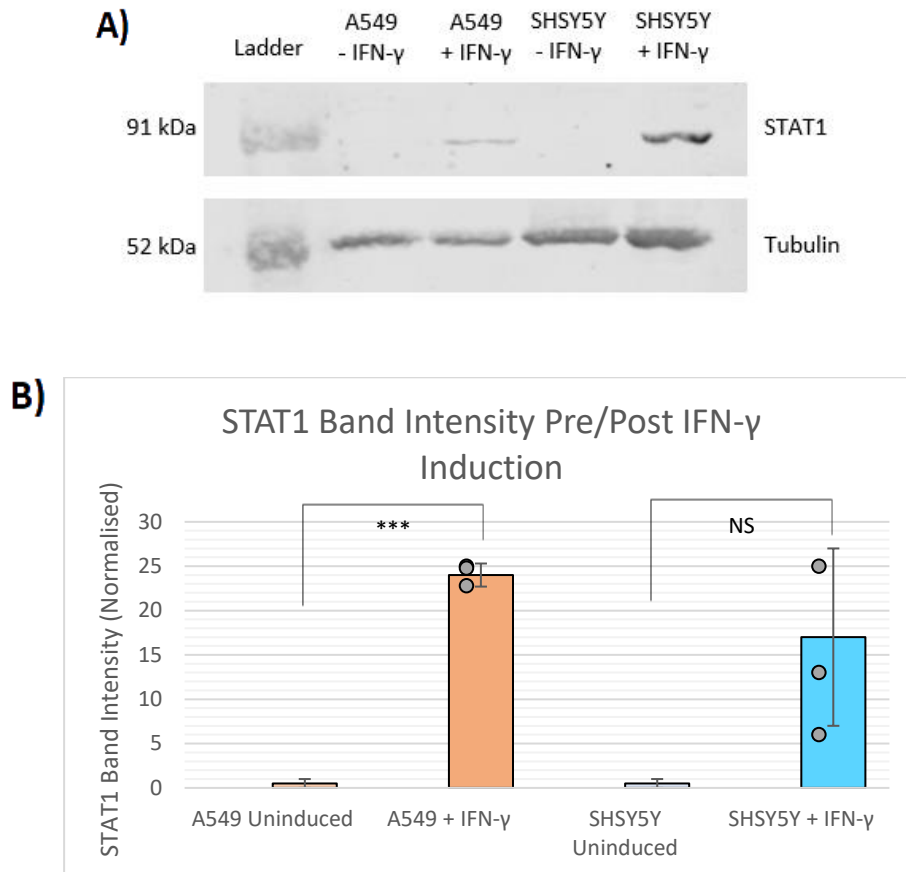 A)
Ladder
A549
- IFN-γ
A549
+ IFN-γ
SHSY5Y
- IFN-γ
SHSY5Y
+ IFN-γ
91 kDa
STAT1
52 kDa
Tubulin
B)
STAT1 Band Intensity Pre/Post IFN-γ
Induction
STAT1 Band Intensity (Normalised)
30
25
20
15
10
5
0
***
NS
A549 Uninduced
A549 + IFN-γ
SHSY5Y
Uninduced
SHSY5Y + IFN-γ